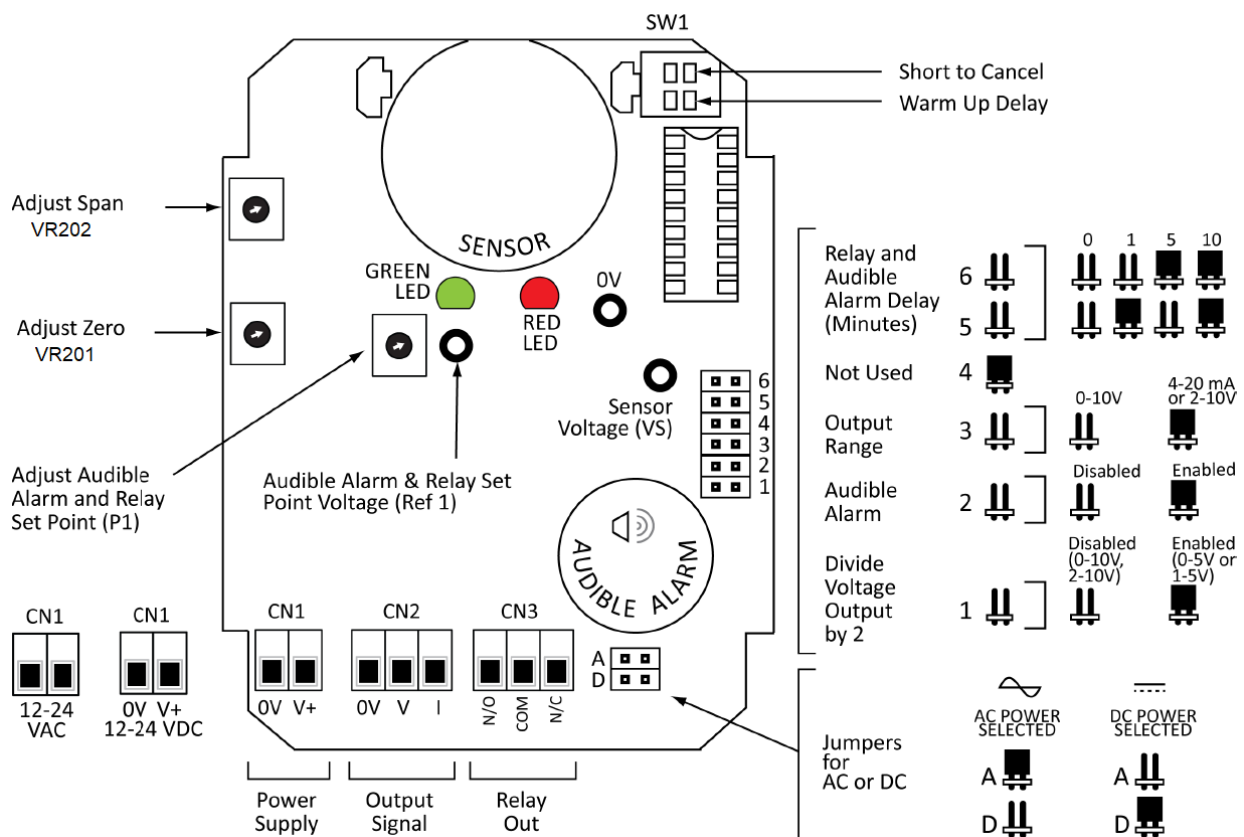 SW1
Short to Cancel
Warm Up Delay
Adjust Span
VR202
SENSOR
GREEN
LED
RED
LED
0V
Adjust Zero
VR201
Sensor
Voltage (VS)
6
5
4
3
2
1
Adjust Audible
Alarm and Relay
Set Point (P1)
Audible Alarm & Relay Set
Point Voltage (Ref 1)
AUDIBLE ALARM
CN1
12-24
VAC
CN1
0V V+
12-24 VDC
CN1
0V V+
CN2
0V V I
CN3
N/O COM N/C
A
D
Power
Supply
Output
Signal
Relay
Out
Relay and
Audible
Alarm Delay
(Minutes)
6
5
0 1 5 10
Not Used
4
Output
Range
3
0-10V
4-20 mA
or 2-10V
Audible
Alarm
2
Disabled
Enabled
Divide
Voltage
Output
by 2
1
Disabled
(0-10V,
2-10V)
Enabled
(0-5V or
1-5V)
Jumpers
for
AC or DC
AC POWER
SELECTED
A
D
DC POWER
SELECTED
A
D